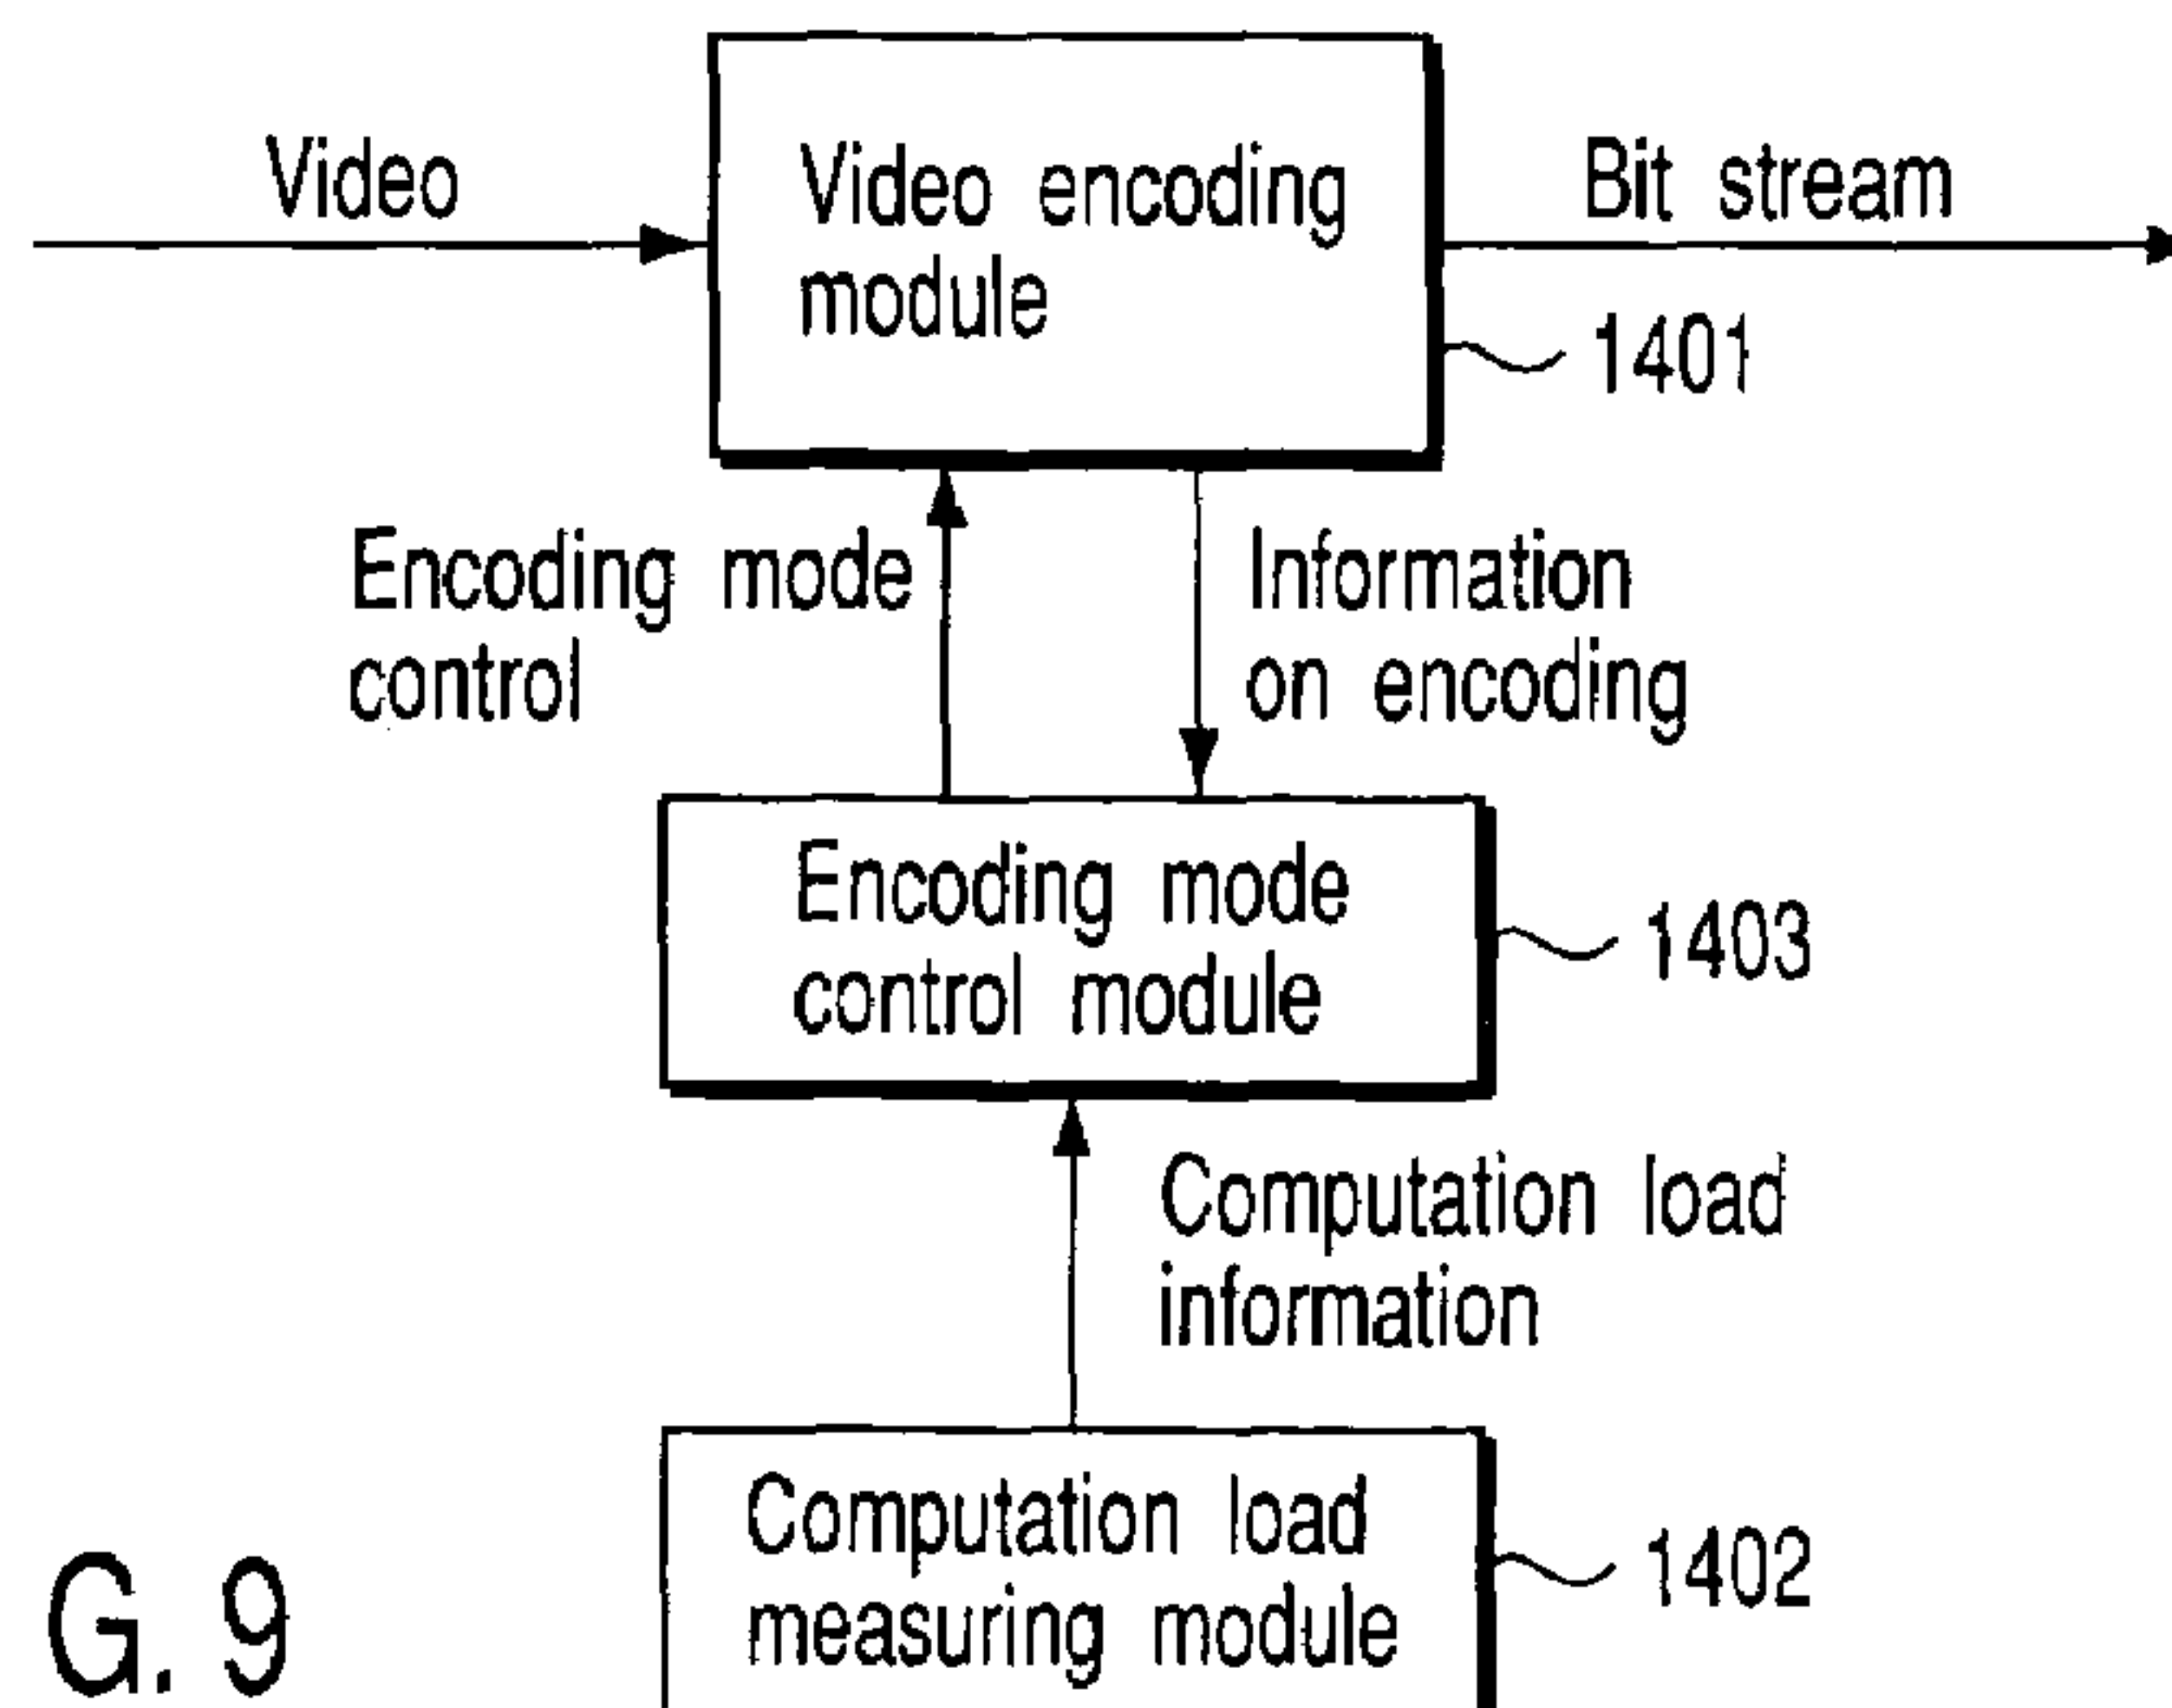 Video
Video encoding
module
Bit stream
1401
Encoding mode
control
Information
on encoding
Encoding mode
control module
1403
Computation load
information
Computation load
measuring module
1402
G. 9